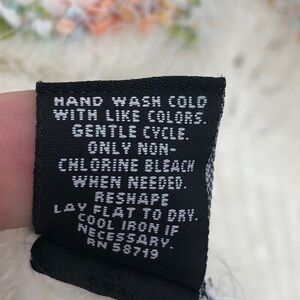 HAND WASH COLD
WITH LIKE COLORS.
GENTLE CYCLE.
ONLY NON-
CHLORINE BLEACH
WHEN NEEDED.
RESHAPE
LAY FLAT TO DRY.
COOL IRON IF
NECESSARY.
RN 58719